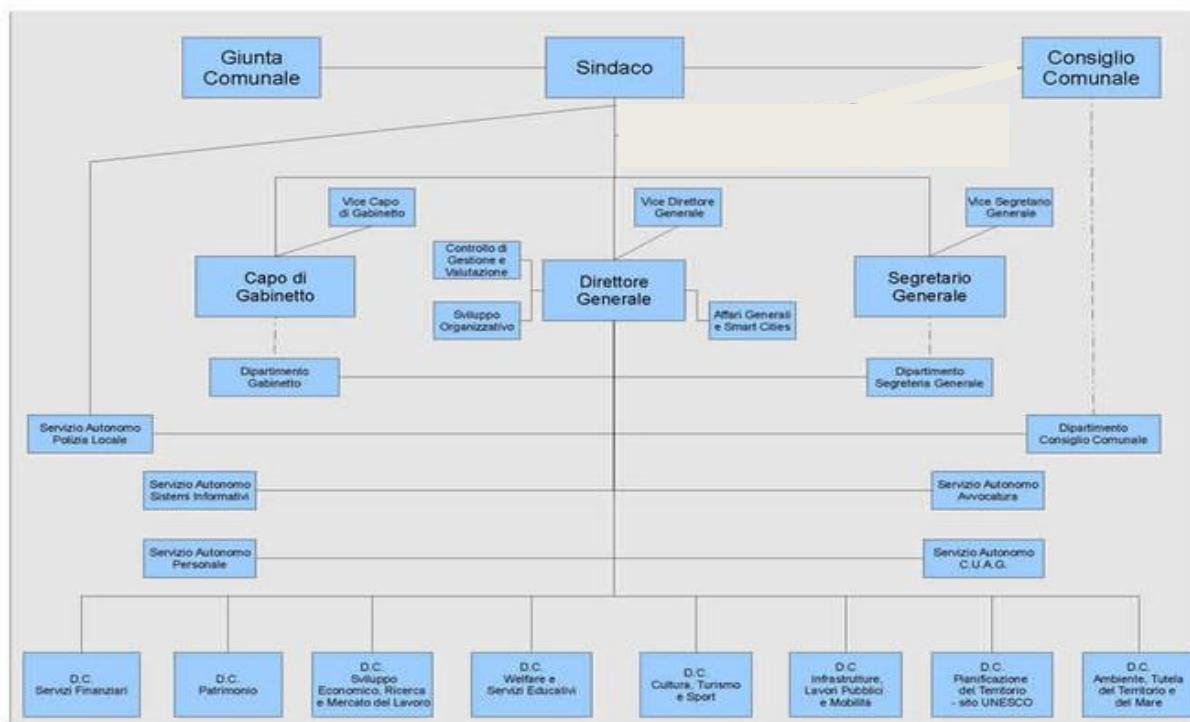 Giunta
Comunale
Sindaco
Consiglio
Comunale
Vice Capo
di Gabinetto
Vice Direttore
Generale
Vice Segretario
Generale
Controllo di
Gestione e
Valutazione
Capo di
Gabinetto
Direttore
Generale
Segretario
Generale
Sviluppo
Organizzativo
Affari Generali
e Smart Cities
Dipartimento
Gabinetto
Dipartimento
Segreteria Generale
Servizio Autonomo
Polizia Locale
Dipartimento
Consiglio Comunale
Servizio Autonomo
Sistemi Informativi
Servizio Autonomo
Avvocatura
Servizio Autonomo
Personale
Servizio Autonomo
C.U.A.G.
D.C.
Servizi Finanziari
D.C.
Patrimonio
D.C.
Sviluppo
Economico, Ricerca
e Mercato del Lavoro
D.C.
Welfare e
Servizi Educativi
D.C.
Cultura, Turismo
e Sport
D.C
Infrastrutture,
Lavori Pubblici
e Mobilità
D.C.
Pianificazione
del Territorio
- sito UNESCO
D.C.
Ambiente, Tutela
del Territorio e
del Mare